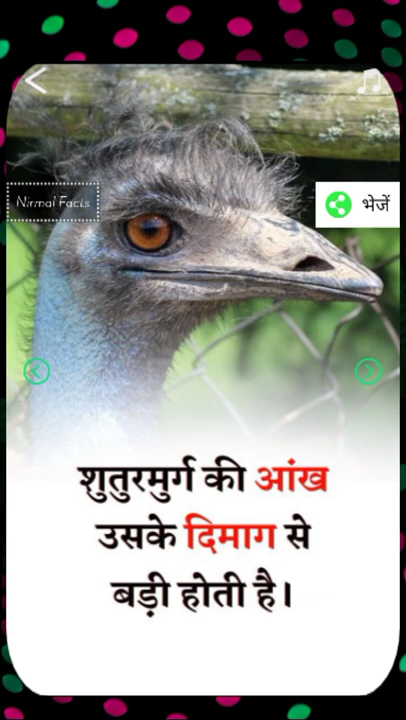 Nirmal Facts
भेजें
शुतुरमुर्ग की आंख
उसके दिमाग से
बड़ी होती है।